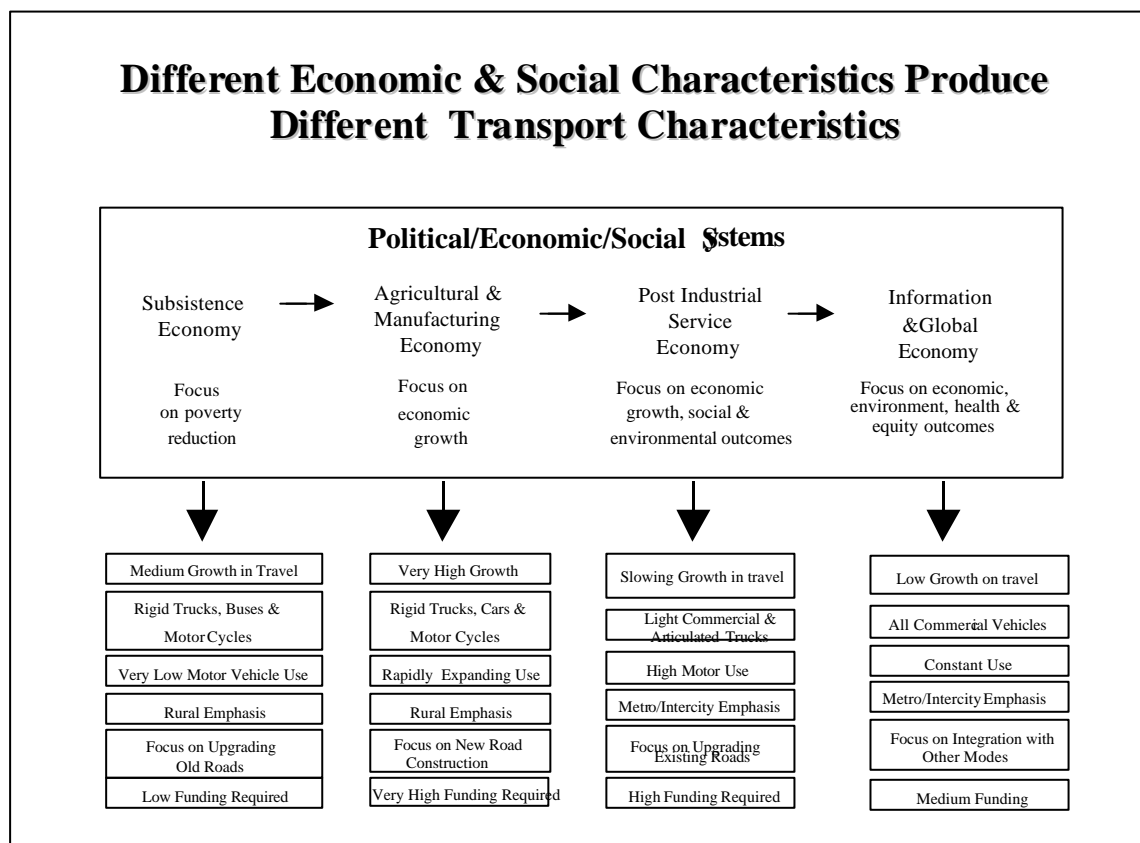 Different Economic & Social Characteristics Produce
Different Transport Characteristics
Political/Economic/Social Systems
Subsistence
Economy
Focus
on poverty
reduction
Agricultural &
Manufacturing
Economy
Focus on
economic
growth
Post Industrial
Service
Economy
Focus on economic
growth, social &
environmental outcomes
Information
&Global
Economy
Focus on economic,
environment, health &
equity outcomes
Medium Growth in Travel
Rigid Trucks, Buses &
Motor Cycles
Very Low Motor Vehicle Use
Rural Emphasis
Focus on Upgrading
Old Roads
Low Funding Required
Very High Growth
Rigid Trucks, Cars &
Motor Cycles
Rapidly Expanding Use
Rural Emphasis
Focus on New Road
Construction
Very High Funding Required
Slowing Growth in travel
Light Commercial &
Articulated Trucks
High Motor Use
Metro/Intercity Emphasis
Focus on Upgrading
Existing Roads
High Funding Required
Low Growth on travel
All Commercial Vehicles
Constant Use
Metro/Intercity Emphasis
Focus on Integration with
Other Modes
Medium Funding